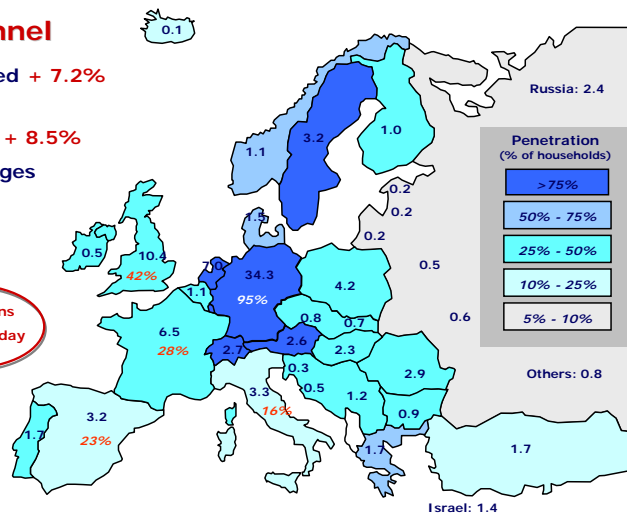 nnel
ed + 7.2%
+ 8.5%
ges
ns
day
0.1
Russia: 2.4
Penetration
(% of households)
>75%
50% - 75%
25% - 50%
10% - 25%
5% - 10%
3.2
1.0
1.1
0.2
0.2
0.2
1.5
0.5
10.4
42%
7.0
34.3
95%
1.1
4.2
0.5
0.6
0.8
0.7
6.5
28%
2.7
2.6
2.3
0.3
0.5
1.2
2.9
0.9
Others: 0.8
3.3
16%
3.2
23%
1.7
1.7
1.7
Israel: 1.4